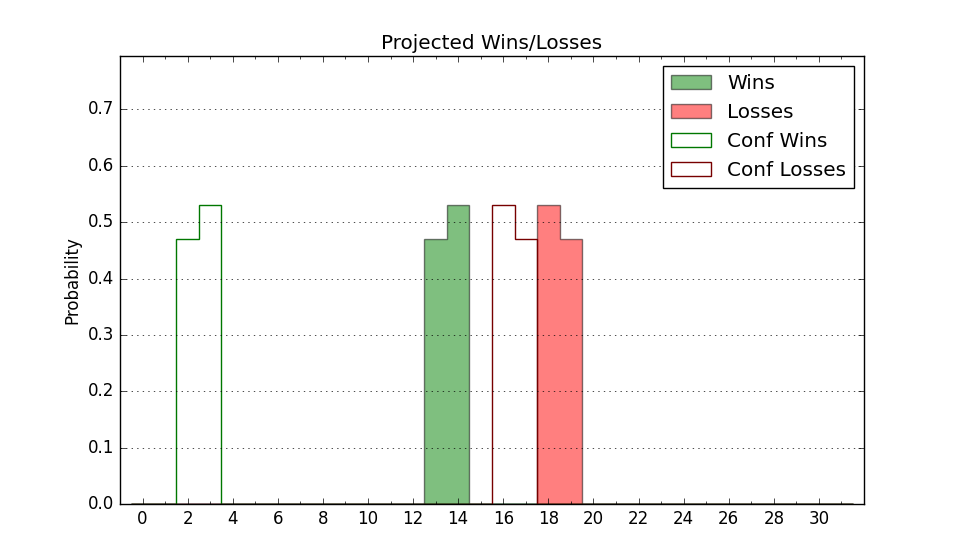 Projected Wins/Losses
Wins
Losses
Conf Wins
Conf Losses
Probability
0.7
0.6
0.5
0.4
0.3
0.2
0.1
0.0
0 2 4 6 8 10 12 14 16 18 20 22 24 26 28 30